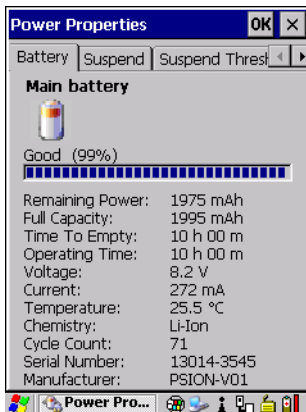 Power Properties OK ×
Battery Suspend Suspend Thresh
Main battery
Good (99%)
Remaining Power: 1975 mAh
Full Capacity: 1995 mAh
Time To Empty: 10 h 00 m
Operating Time: 10 h 00 m
Voltage: 8.2 V
Current: 272 mA
Temperature: 25.5 °C
Chemistry: Li-Ion
Cycle Count: 71
Serial Number: 13014-3545
Manufacturer: PSION-V01
Power Pro...